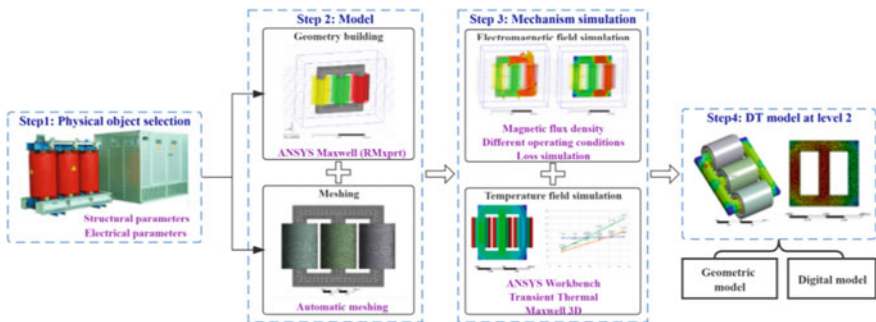 Step1: Physical object selection
Structural parameters
Electrical parameters
Step 2: Model
Geometry building
ANSYS Maxwell (RMxprt)
Meshing
Automatic meshing
Step 3: Mechanism simulation
Electromagnetic field simulation
Magnetic flux density
Different operating conditions
Loss simulation
Temperature field simulation
ANSYS Workbench
Transient Thermal
Maxwell 3D
Step4: DT model at level 2
Geometric
model
Digital model